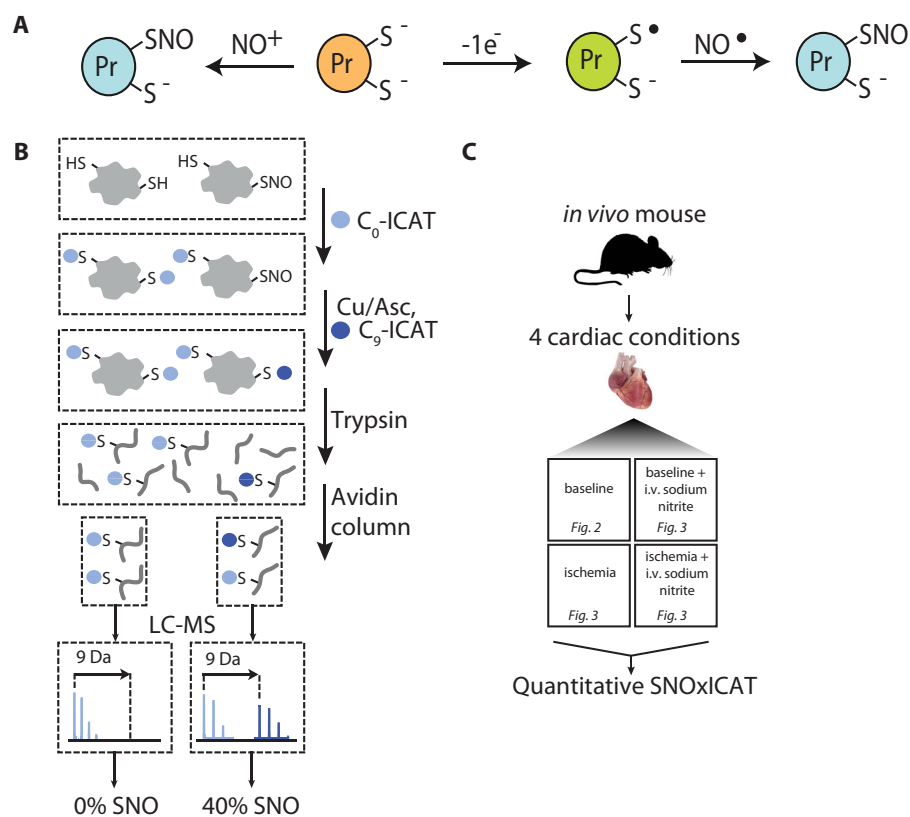 A
SNO
Pr
S⁻
NO⁺
S⁻
Pr
S⁻
-1e⁻
S•
Pr
S⁻
NO•
SNO
Pr
S⁻
B
HS
SH
HS
SNO
C₀-ICAT
S
S
S
SNO
Cu/Asc,
C₉-ICAT
S
S
S
S
Trypsin
S
S
S
S
Avidin
column
S
S
S
S
LC-MS
9 Da
9 Da
0% SNO
40% SNO
C
in vivo mouse
4 cardiac conditions
baseline
Fig. 2
baseline +
i.v. sodium
nitrite
Fig. 3
ischemia
Fig. 3
ischemia +
i.v. sodium
nitrite
Fig. 3
Quantitative SNOxICAT